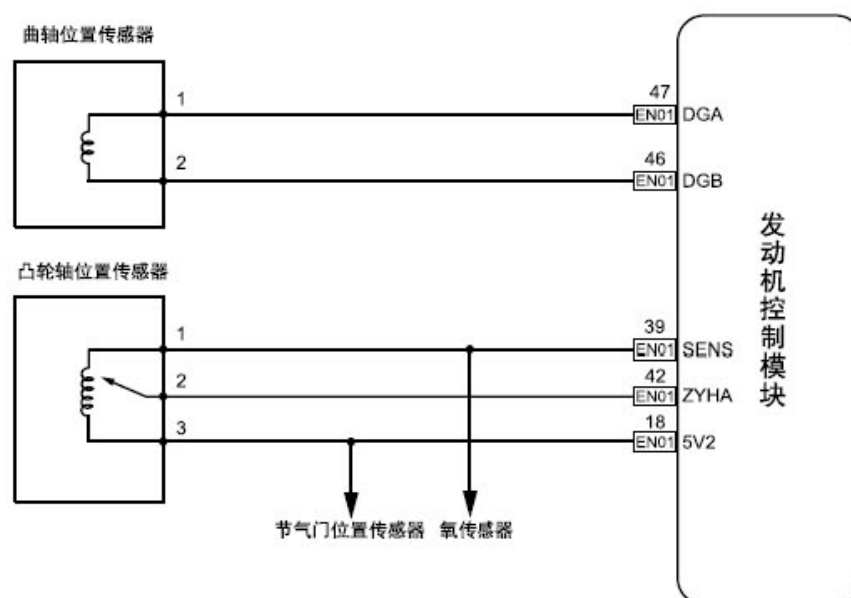 曲轴位置传感器
1
47
EN01 DGA
2
46
EN01 DGB
凸轮轴位置传感器
1
39
EN01 SENS
2
42
EN01 ZYHA
3
18
EN01 5V2
节气门位置传感器
氧传感器
发动机控制模块